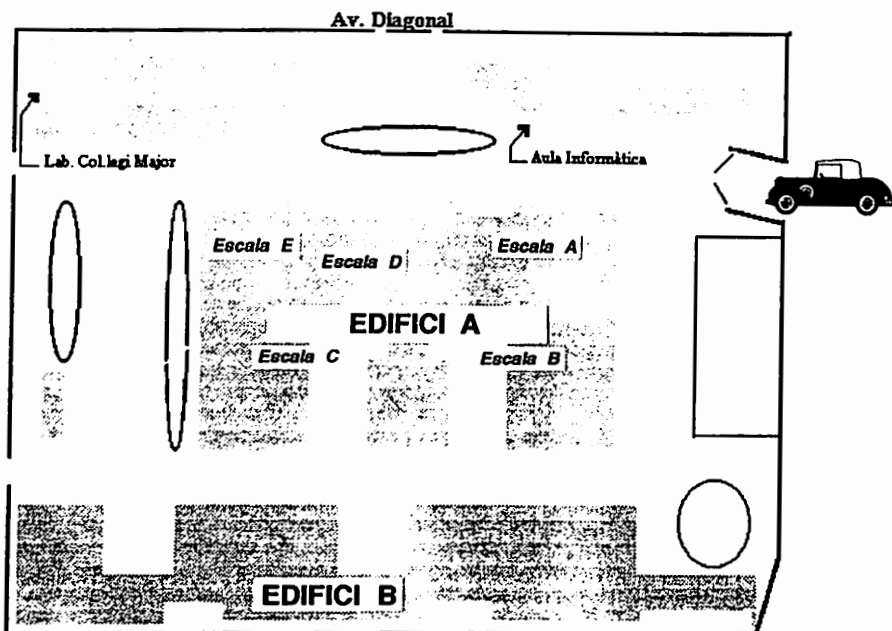 Av. Diagonal
Lab. Col.legi Major
Aula Informàtica
Escala E
Escala D
Escala A
EDIFICI A
Escala C
Escala B
EDIFICI B